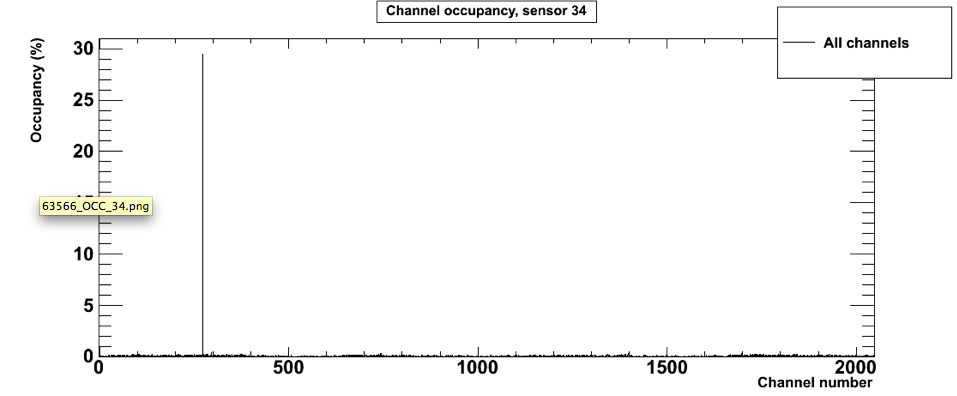 Channel occupancy, sensor 34
All channels
Occupancy (%)
30
25
20
63566_OCC_34.png
10
5
0
0 500 1000 1500 2000
Channel number